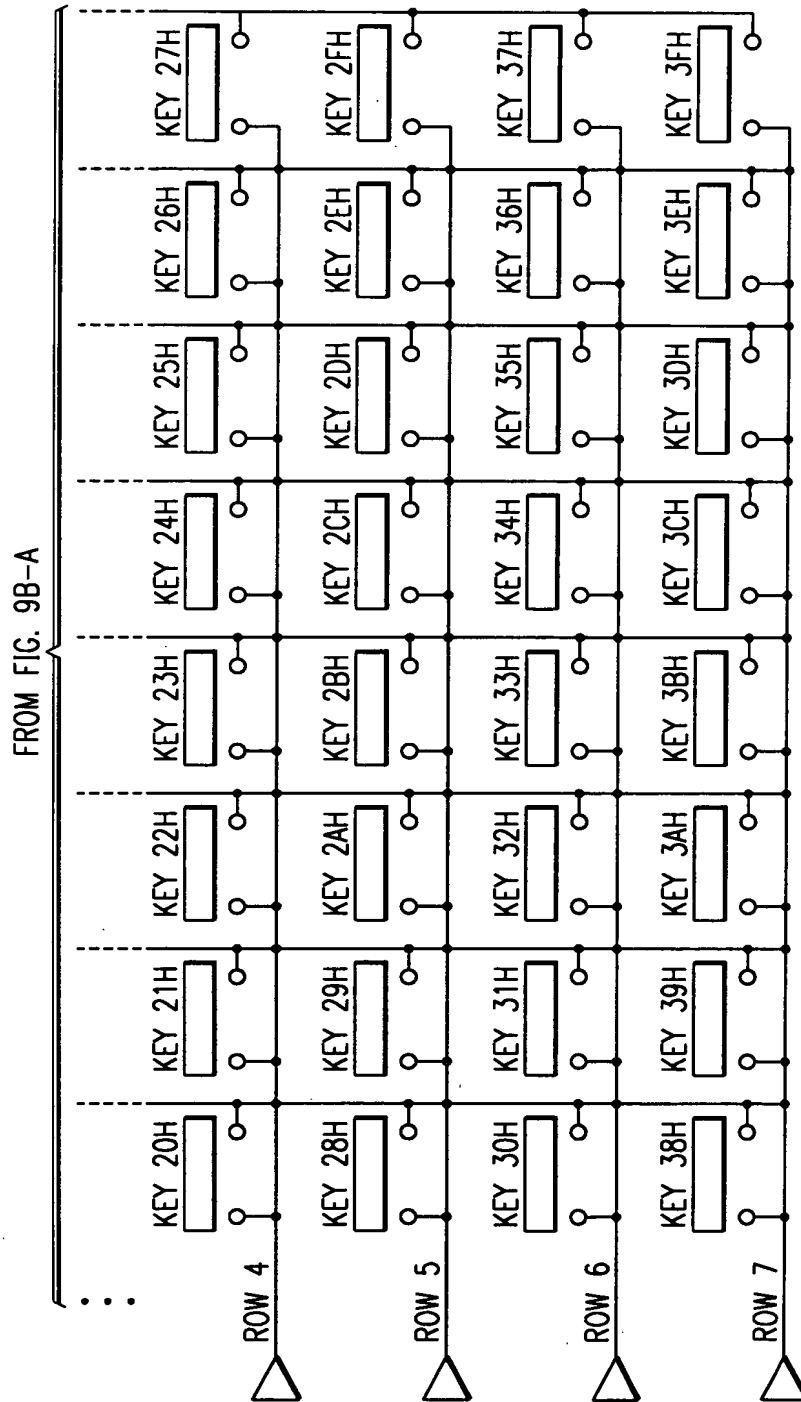 FROM FIG. 9B-A
...
KEY 20H KEY 21H KEY 22H KEY 23H KEY 24H KEY 25H KEY 26H KEY 27H
ROW 4
KEY 28H KEY 29H KEY 2AH KEY 2BH KEY 2CH KEY 2DH KEY 2EH KEY 2FH
ROW 5
KEY 30H KEY 31H KEY 32H KEY 33H KEY 34H KEY 35H KEY 36H KEY 37H
ROW 6
KEY 38H KEY 39H KEY 3AH KEY 3BH KEY 3CH KEY 3DH KEY 3EH KEY 3FH
ROW 7